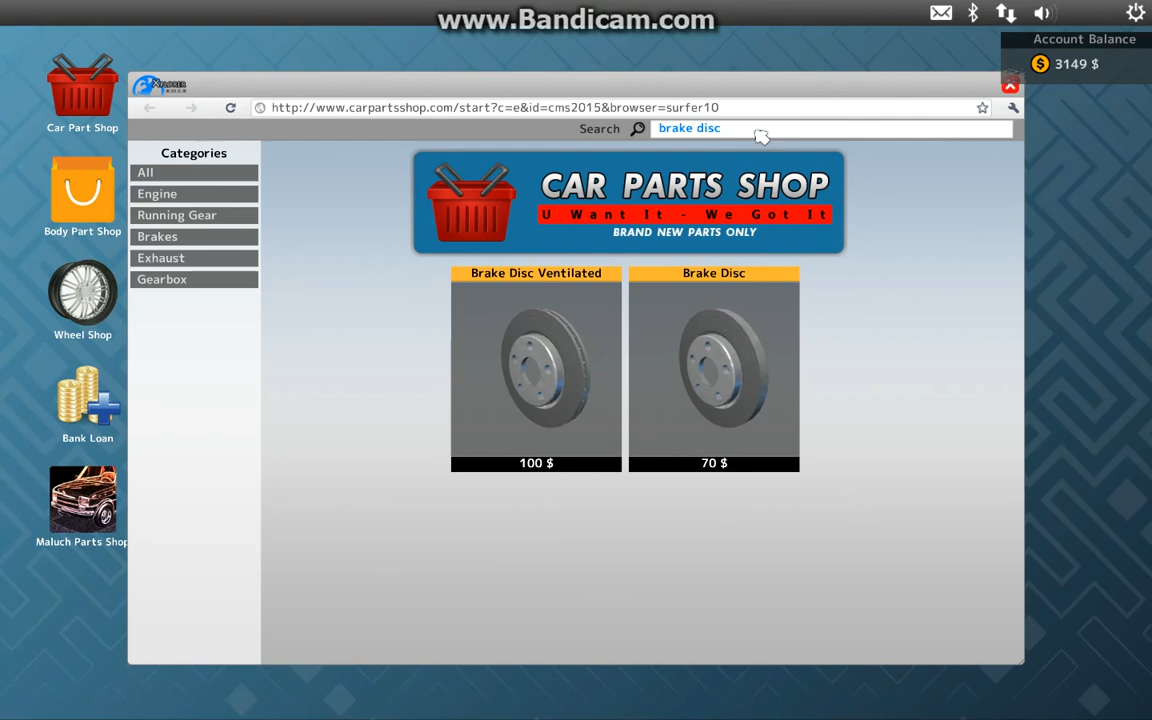 www.Bandicam.com
Account Balance
3149 $
Car Part Shop
Body Part Shop
Wheel Shop
Bank Loan
Maluch Parts Shop
http://www.carpartsshop.com/start?c=e&id=cms2015&browser=surfer10
Search
brake disc
Categories
All
Engine
Running Gear
Brakes
Exhaust
Gearbox
CAR PARTS SHOP
U Want It - We Got It
BRAND NEW PARTS ONLY
Brake Disc Ventilated
100 $
Brake Disc
70 $